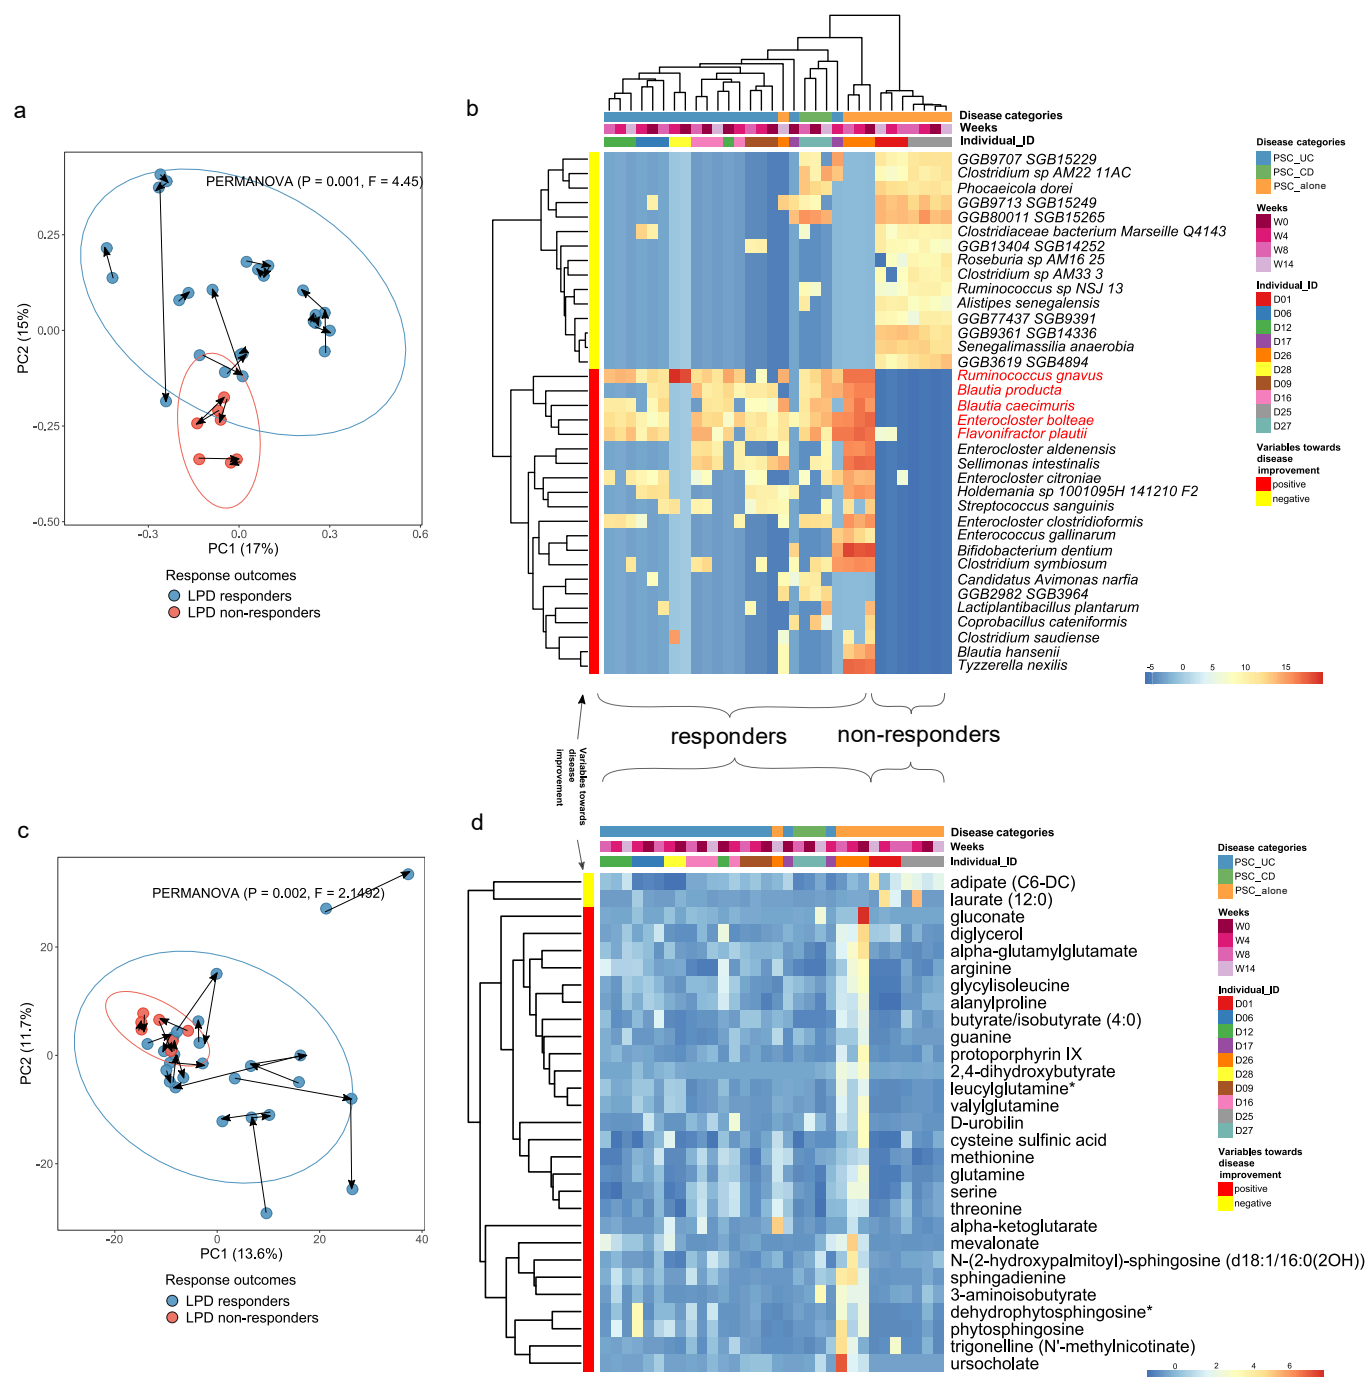 a
PERMANOVA (P = 0.001, F = 4.45)
0.25
0.00
-0.25
-0.50
PC2 (15%)
-0.3
0.0
0.3
0.6
PC1 (17%)
Response outcomes
LPD responders
LPD non-responders
b
Disease categories
Weeks
Individual_ID
GGB9707 SGB15229
Clostridium sp AM22 11AC
Phocaeicola dorei
GGB9713 SGB15249
GGB80011 SGB15265
Clostridiaceae bacterium Marseille Q4143
GGB13404 SGB14252
Roseburia sp AM16 25
Clostridium sp AM33 3
Ruminococcus sp NSJ 13
Alistipes senegalensis
GGB77437 SGB9391
GGB9361 SGB14336
Senegalimassilia anaerobia
GGB3619 SGB4894
Ruminococcus gnavus
Blautia producta
Blautia caecimuris
Enterocloster bolteae
Flavonifractor plautii
Enterocloster aldenensis
Sellimonas intestinalis
Enterocloster citroniae
Holdemania sp 1001095H 141210 F2
Streptococcus sanguinis
Enterocloster clostridioformis
Enterococcus gallinarum
Bifidobacterium dentium
Clostridium symbiosum
Candidatus Avimonas narfia
GGB2982 SGB3964
Lactiplantibacillus plantarum
Coprobacillus cateniformis
Clostridium saudiense
Blautia hansenii
Tyzzerella nexilis
Disease categories
PSC_UC
PSC_CD
PSC_alone
Weeks
W0
W4
W8
W14
Individual_ID
D01
D06
D12
D17
D26
D28
D09
D16
D25
D27
Variables towards
disease
improvement
positive
negative
-5
0
5
10
15
responders
non-responders
Variables towards
disease
improvement
c
PERMANOVA (P = 0.002, F = 2.1492)
20
0
-20
PC2 (11.7%)
-20
0
20
40
PC1 (13.6%)
Response outcomes
LPD responders
LPD non-responders
d
Disease categories
Weeks
Individual_ID
adipate (C6-DC)
laurate (12:0)
gluconate
diglycerol
alpha-glutamylglutamate
arginine
glycylisoleucine
alanylproline
butyrate/isobutyrate (4:0)
guanine
protoporphyrin IX
2,4-dihydroxybutyrate
leucylglutamine*
valylglutamine
D-urobilin
cysteine sulfinic acid
methionine
glutamine
serine
threonine
alpha-ketoglutarate
mevalonate
N-(2-hydroxypalmitoyl)-sphingosine (d18:1/16:0(2OH))
sphingadienine
3-aminoisobutyrate
dehydrophytosphingosine*
phytosphingosine
trigonelline (N'-methylnicotinate)
ursocholate
Disease categories
PSC_UC
PSC_CD
PSC_alone
Weeks
W0
W4
W8
W14
Individual_ID
D01
D06
D12
D17
D26
D28
D09
D16
D25
D27
Variables towards
disease
improvement
positive
negative
0
2
4
6